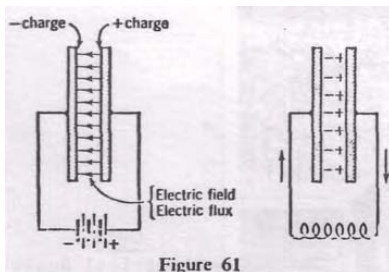 −charge +charge
− +
− +
− +
− +
− +
− +
− +
{Electric field
{Electric flux
− +
Figure 61